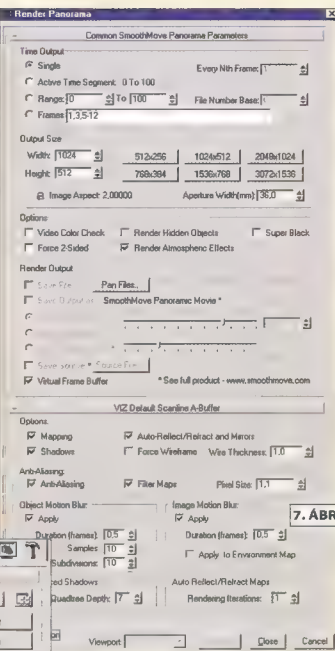 Render Panorama
Common SmoothMove Panorama Parameters
Time Output
Single
Every Nth Frame: 1
Active Time Segment: 0 To 100
Range: 0 To 100
File Number Base:
Frames 1,3,5-12
Output Size
Width: 1024 512x256 1024x512 2048x1024
Height: 512 768x384 1536x768 3072x1536
Image Aspect: 2,00000 Aperture Width(mm): 36,0
Options
Video Color Check Render Hidden Objects Super Black
Force 2-Sided Render Atmospheric Effects
Render Output
Save File Pan Files..
SmoothMove Panoramic Movie *
Source File
Virtual Frame Buffer * See full product - www.smoothmove.com
VIZ Default Scanline A-Buffer
Options:
Mapping Auto-Reflect/Refract and Mirrors
Shadows Force Wireframe Wire Thickness: 1,0
Anti-Aliasing:
Anti-Aliasing Filter Maps Pixel Size: 1,1
Object Motion Blur: Image Motion Blur:
Apply Apply
7. ÁBR
Duration (frames): 0,5 Duration (frames): 0,5
Samples 10
Apply to Environment Map
Subdivisions: 10
ed Shadows Auto Reflect/Refract Maps
Quadtree Depth: 7 Rendering Iterations: 1
Viewport Close Cancel